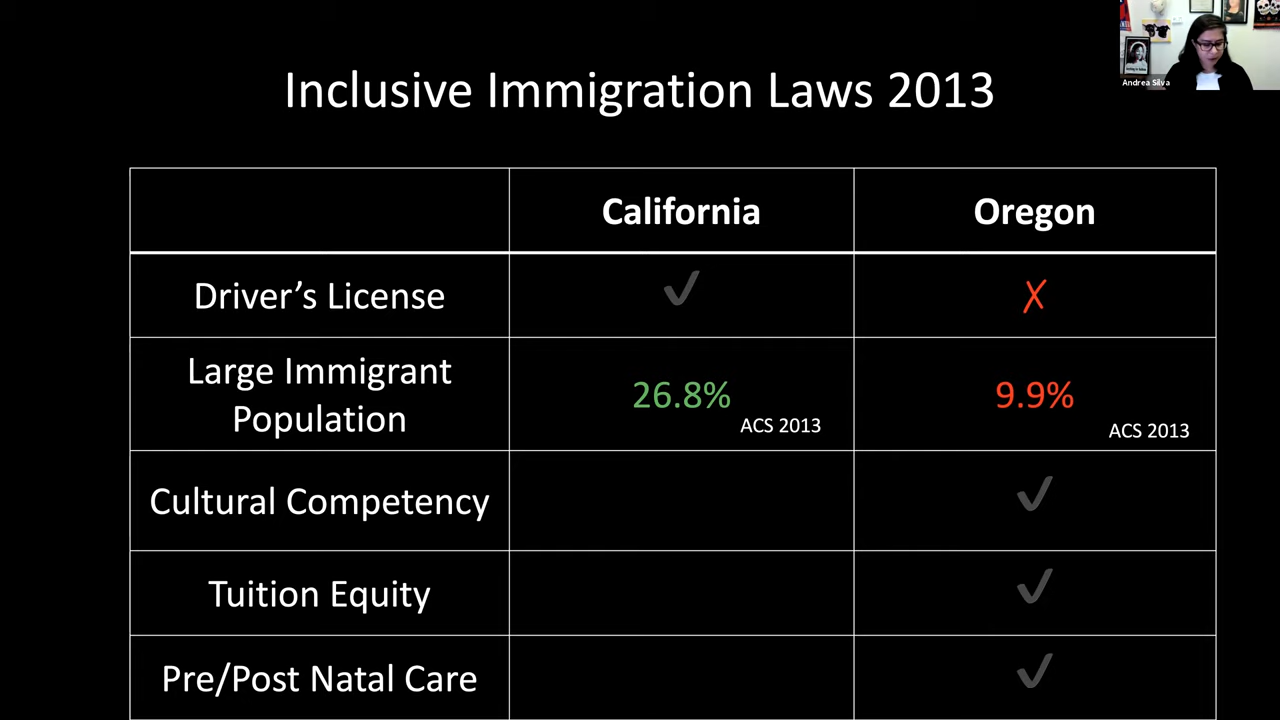 Andrea Silva
Inclusive Immigration Laws 2013
California Oregon
Driver's License ✓ X
Large Immigrant
Population
26.8% 9.9%
ACS 2013 ACS 2013
Cultural Competency ✓
Tuition Equity ✓
Pre/Post Natal Care ✓